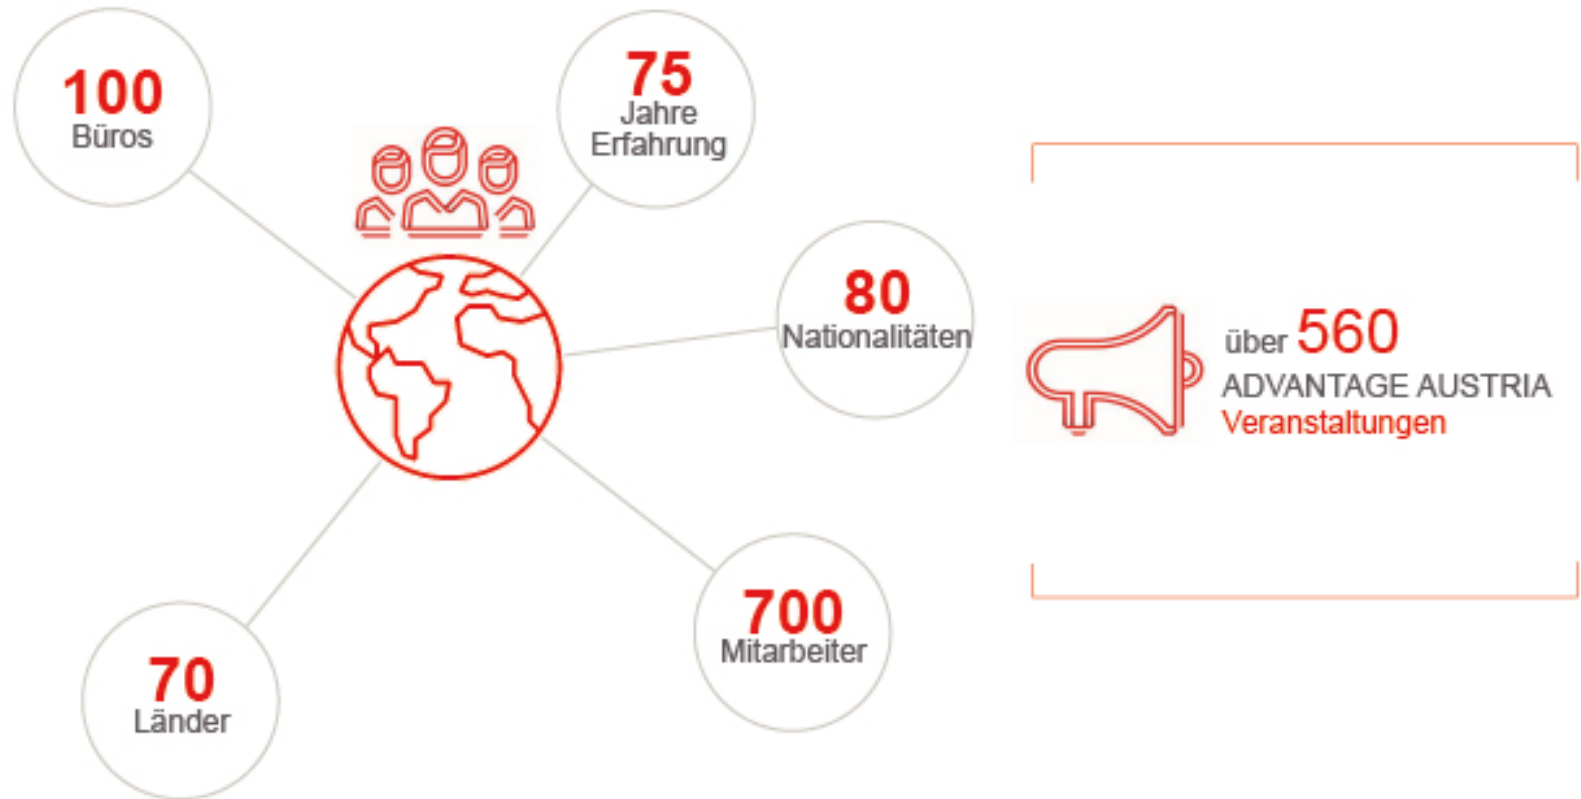 100
Büros
75
Jahre
Erfahrung
80
Nationalitäten
700
Mitarbeiter
70
Länder
über 560
ADVANTAGE AUSTRIA
Veranstaltungen